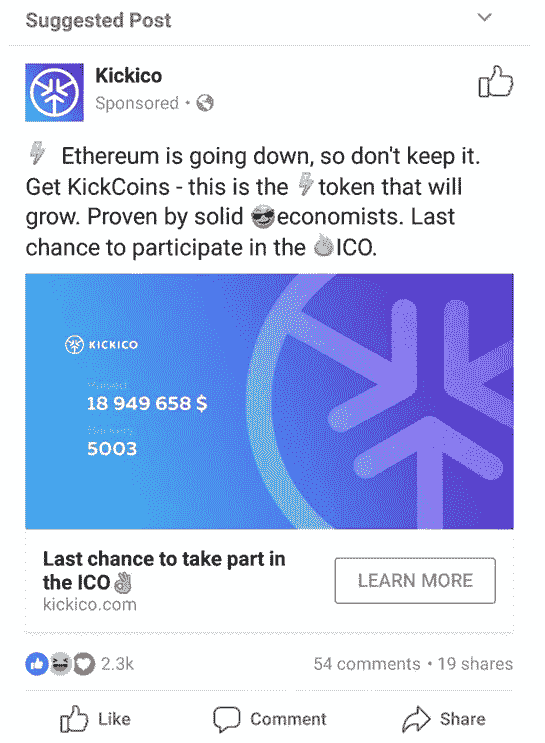 Suggested Post
Kickico
Sponsored •
⚡ Ethereum is going down, so don't keep it.
Get KickCoins - this is the ⚡token that will
grow. Proven by solid 😎economists. Last
chance to participate in the 🔥ICO.
KICKICO
Raised
18 949 658 $
Backers
5003
Last chance to take part in
the ICO👌
kickico.com
LEARN MORE
2.3k
54 comments • 19 shares
Like
Comment
Share